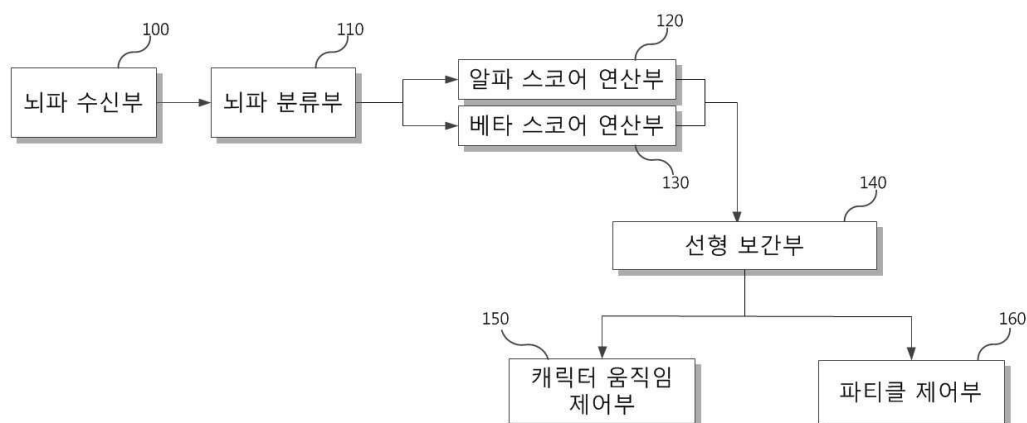 100
110
120
뇌파 수신부
뇌파 분류부
알파 스코어 연산부
베타 스코어 연산부
130
140
선형 보간부
150
160
캐릭터 움직임
제어부
파티클 제어부